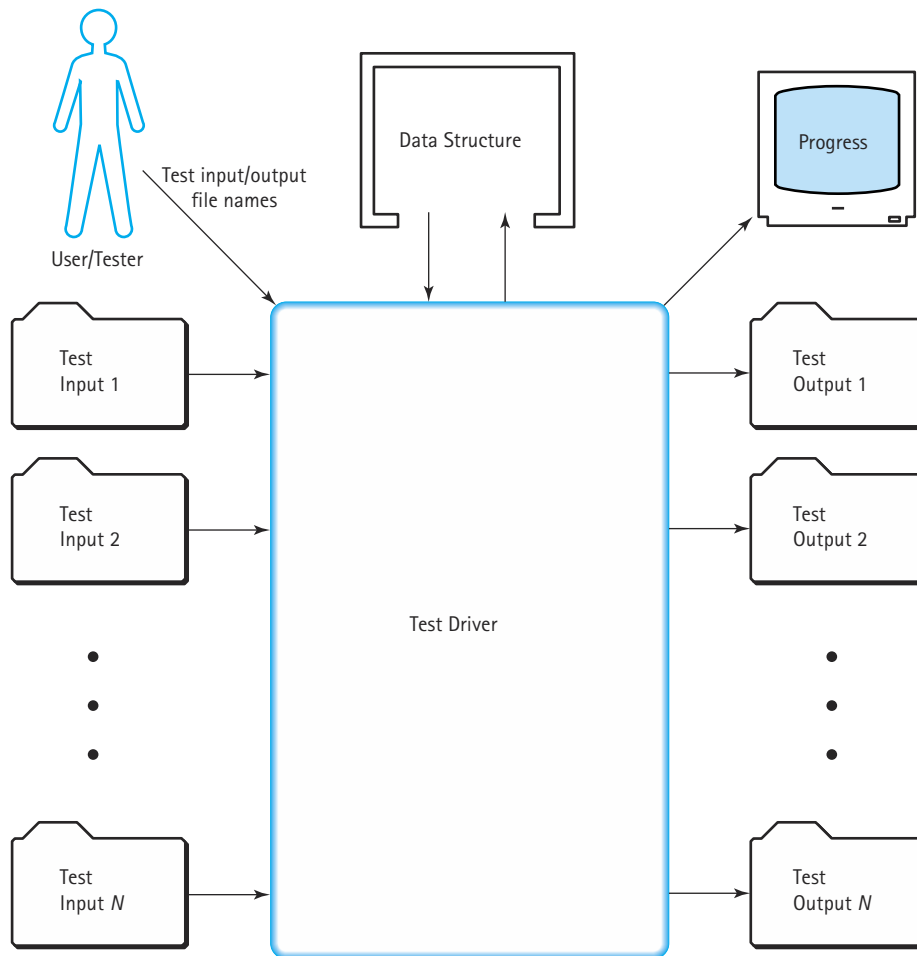 Data Structure
Progress
Test input/output
file names
User/Tester
Test
Input 1
Test
Output 1
Test
Input 2
Test
Output 2
Test Driver
Test
Input N
Test
Output N